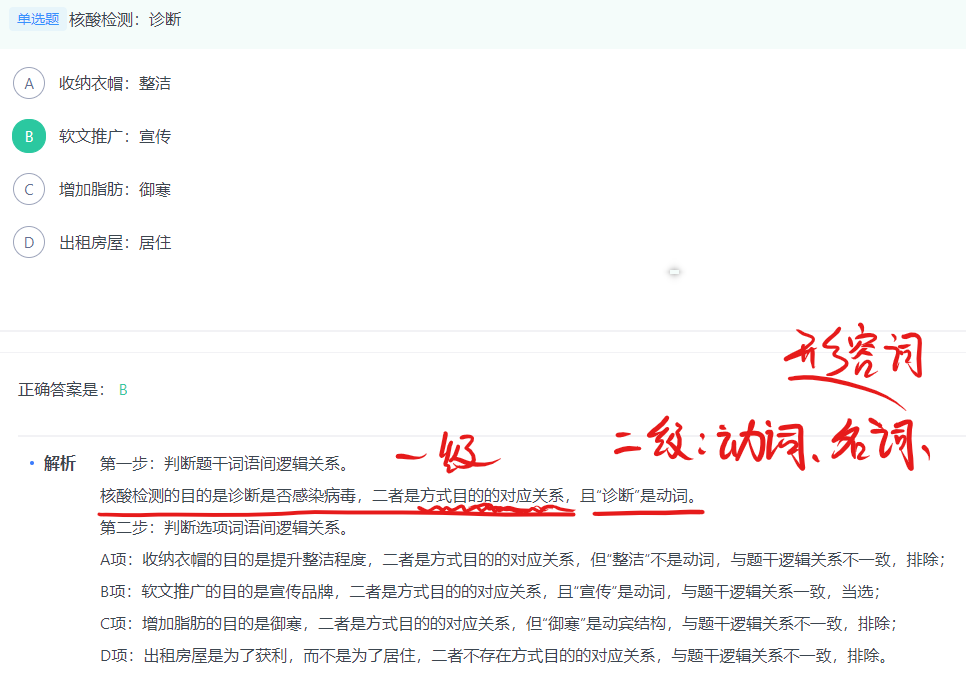 单选题 核酸检测：诊断
A 收纳衣帽：整洁
B 软文推广：宣传
C 增加脂肪：御寒
D 出租房屋：居住
形容词
正确答案是： B
一级
二级：动词、名词、
• 解析 第一步：判断题干词语间逻辑关系。
核酸检测的目的是诊断是否感染病毒，二者是方式目的的对应关系，且“诊断”是动词。
第二步：判断选项词语间逻辑关系。
A项：收纳衣帽的目的是提升整洁程度，二者是方式目的的对应关系，但“整洁”不是动词，与题干逻辑关系不一致，排除；
B项：软文推广的目的是宣传品牌，二者是方式目的的对应关系，且“宣传”是动词，与题干逻辑关系一致，当选；
C项：增加脂肪的目的是御寒，二者是方式目的的对应关系，但“御寒”是动宾结构，与题干逻辑关系不一致，排除；
D项：出租房屋是为了获利，而不是为了居住，二者不存在方式目的的对应关系，与题干逻辑关系不一致，排除。